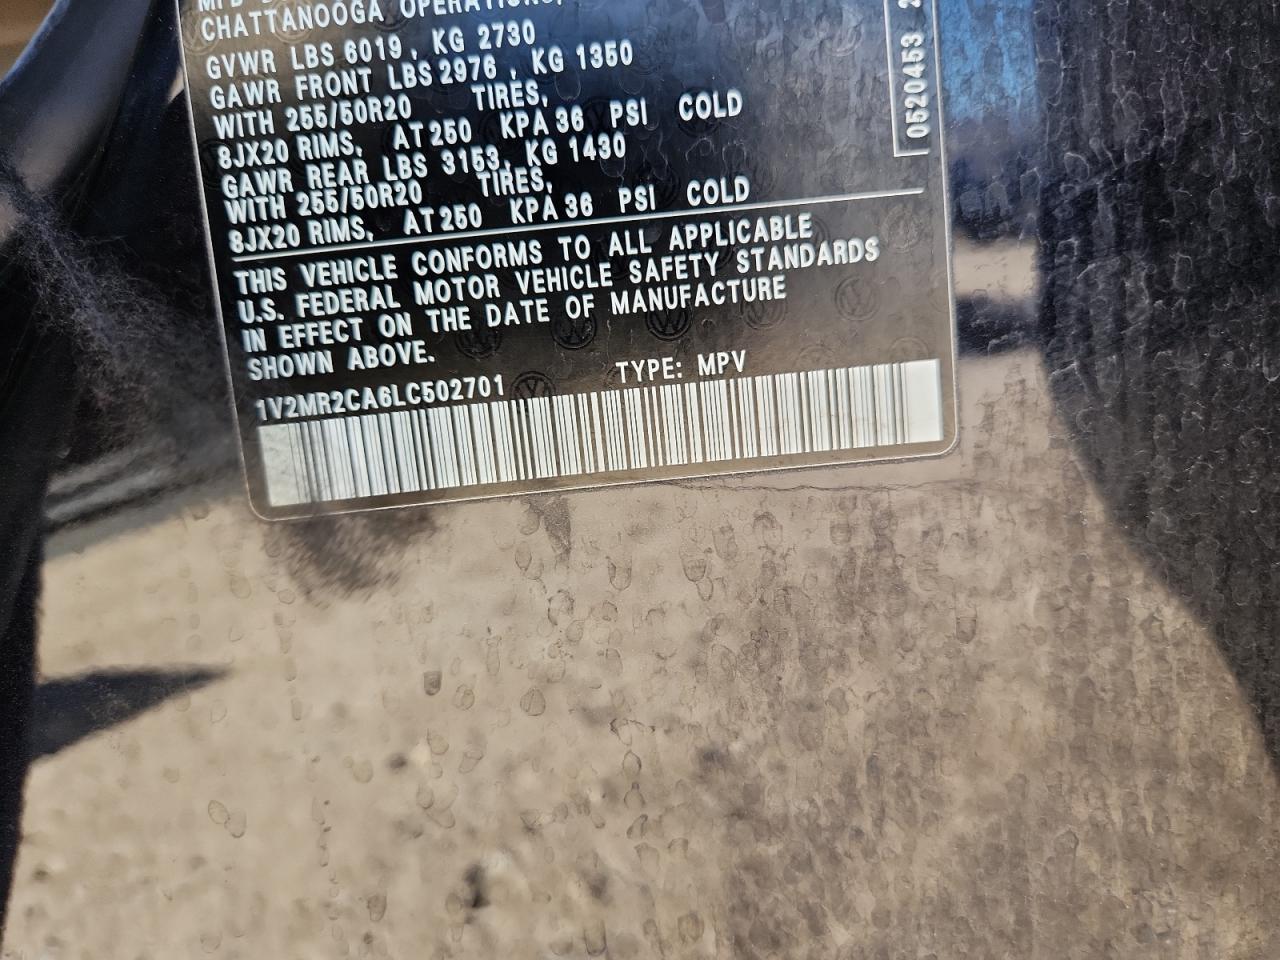 CHATTANOOGA OPERATIONS,
GVWR LBS 6019, KG 2730
GAWR FRONT LBS 2976, KG 1350
WITH 255/50R20 TIRES,
8JX20 RIMS, AT 250 KPA 36 PSI COLD
GAWR REAR LBS 3153, KG 1430
WITH 255/50R20 TIRES,
8JX20 RIMS, AT 250 KPA 36 PSI COLD
THIS VEHICLE CONFORMS TO ALL APPLICABLE
U.S. FEDERAL MOTOR VEHICLE SAFETY STANDARDS
IN EFFECT ON THE DATE OF MANUFACTURE
SHOWN ABOVE.
1V2MR2CA6LC502701 TYPE: MPV
0520453